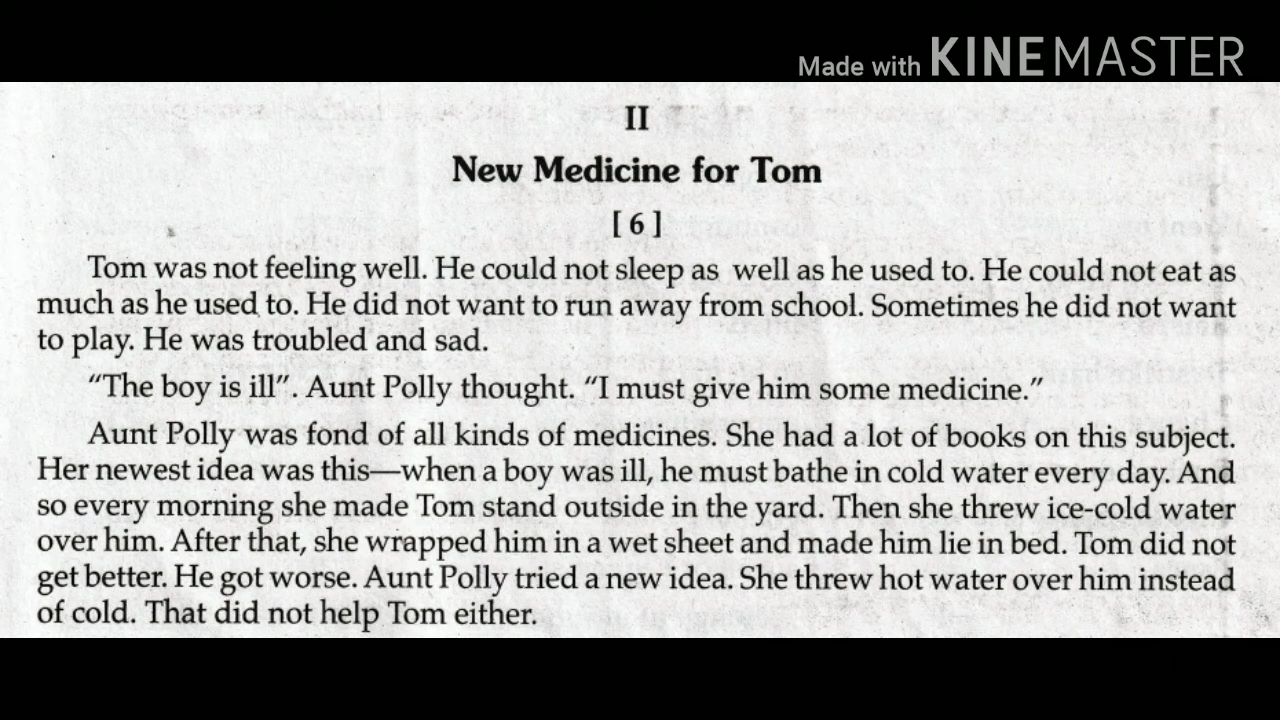 Made with KINEMASTER
II
New Medicine for Tom
[ 6 ]
Tom was not feeling well. He could not sleep as well as he used to. He could not eat as
much as he used to. He did not want to run away from school. Sometimes he did not want
to play. He was troubled and sad.
“The boy is ill”. Aunt Polly thought. “I must give him some medicine.”
Aunt Polly was fond of all kinds of medicines. She had a lot of books on this subject.
Her newest idea was this—when a boy was ill, he must bathe in cold water every day. And
so every morning she made Tom stand outside in the yard. Then she threw ice-cold water
over him. After that, she wrapped him in a wet sheet and made him lie in bed. Tom did not
get better. He got worse. Aunt Polly tried a new idea. She threw hot water over him instead
of cold. That did not help Tom either.